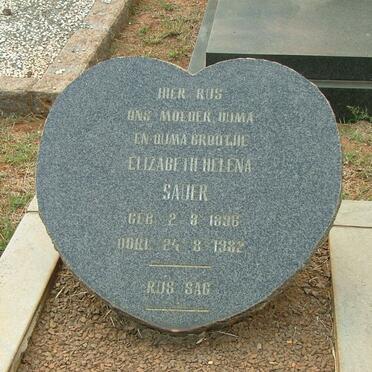 HIER RUS
ONS MOEDER OUMA
EN OUMA GROOTJIE
ELIZABETH HELENA
SAUER
GEB. 2 8 1896
OORL. 24 8 1982
RUS SAG